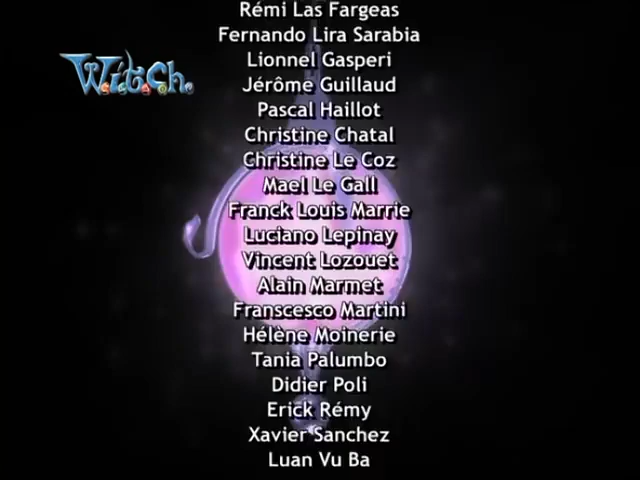 Rémi Las Fargeas
Fernando Lira Sarabia
W.i.t.c.h.
Lionnel Gasperi
Jérôme Guillaud
Pascal Haillot
Christine Chatal
Christine Le Coz
Mael Le Gall
Franck Louis Marrie
Luciano Lepinay
Vincent Lozouet
Alain Marmet
Franscesco Martini
Hélène Moinerie
Tania Palumbo
Didier Poli
Erick Rémy
Xavier Sanchez
Luan Vu Ba